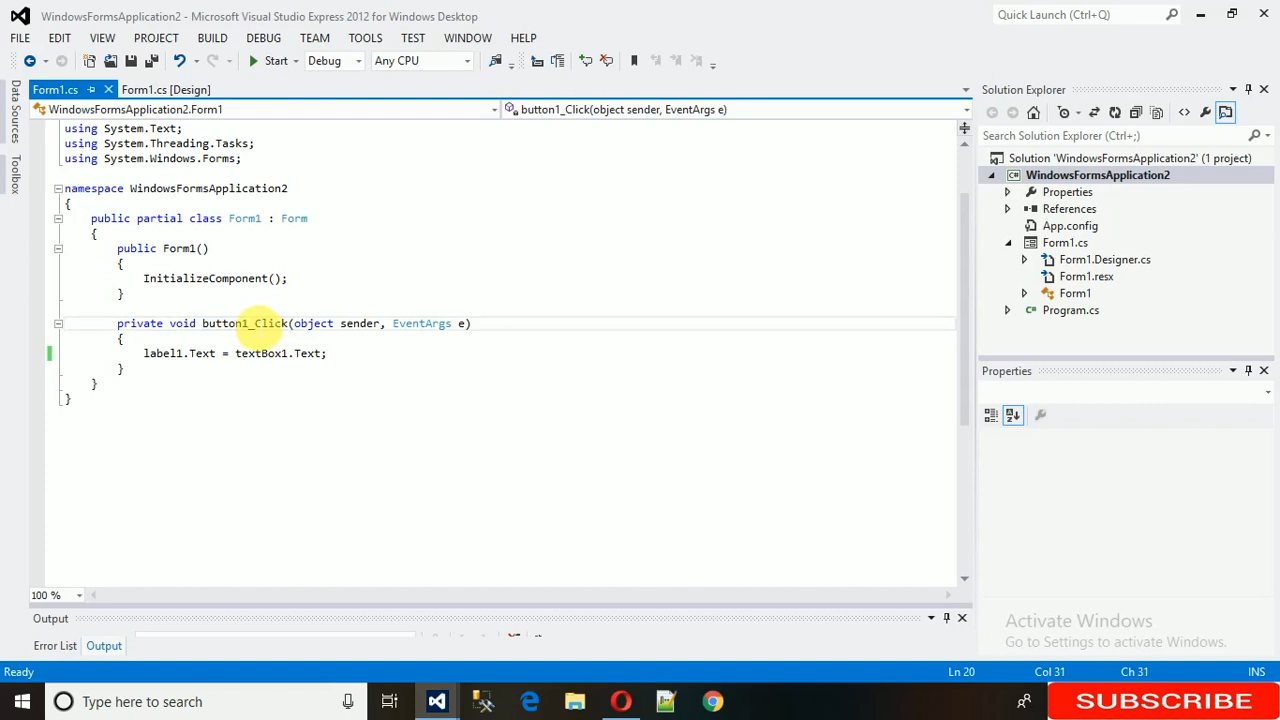 WindowsFormsApplication2 - Microsoft Visual Studio Express 2012 for Windows Desktop
Quick Launch (Ctrl+Q)
FILE EDIT VIEW PROJECT BUILD DEBUG TEAM TOOLS TEST WINDOW HELP
Start Debug Any CPU
Data Sources
Toolbox
Form1.cs Form1.cs [Design]
WindowsFormsApplication2.Form1 button1_Click(object sender, EventArgs e)
using System.Text;
using System.Threading.Tasks;
using System.Windows.Forms;
namespace WindowsFormsApplication2
{
public partial class Form1 : Form
{
public Form1()
{
InitializeComponent();
}
private void button1_Click(object sender, EventArgs e)
{
label1.Text = textBox1.Text;
}
}
}
100 %
Output
Error List Output
Solution Explorer
Search Solution Explorer (Ctrl+;)
Solution 'WindowsFormsApplication2' (1 project)
C# WindowsFormsApplication2
Properties
References
App.config
Form1.cs
Form1.Designer.cs
Form1.resx
Form1
Program.cs
Properties
Activate Windows
Go to Settings to activate Windows.
Ready Ln 20 Col 31 Ch 31 INS
Type here to search
SUBSCRIBE